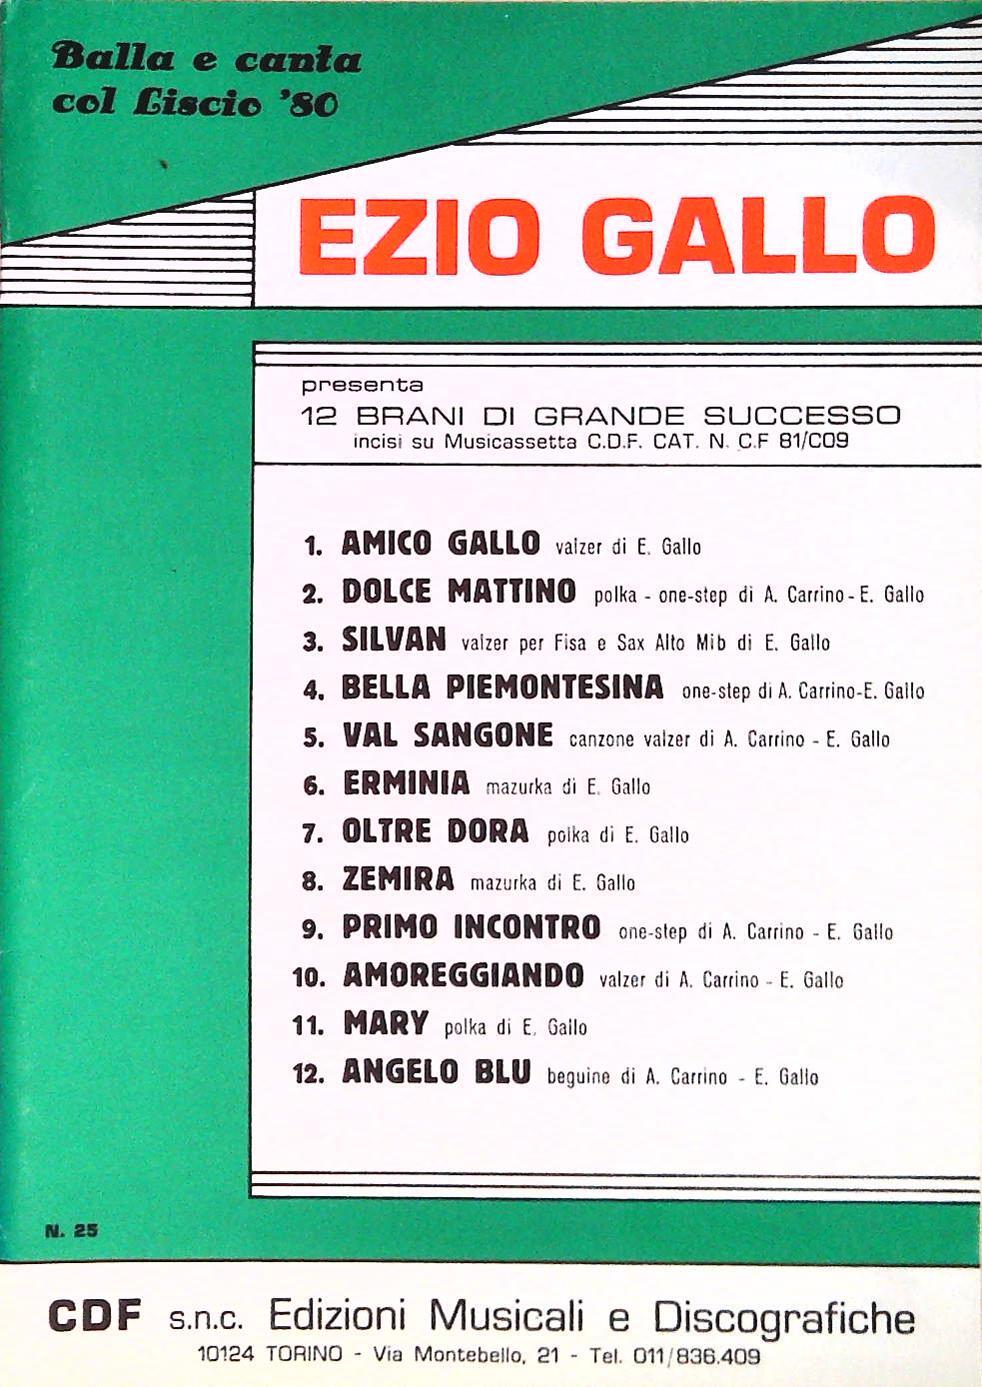 Balla e canta
col Liscio '80
EZIO GALLO
presenta
12 BRANI DI GRANDE SUCCESSO
incisi su Musicassetta C.D.F. CAT. N. C.F 81/C09
1. AMICO GALLO valzer di E. Gallo
2. DOLCE MATTINO polka - one-step di A. Carrino - E. Gallo
3. SILVAN valzer per Fisa e Sax Alto Mib di E. Gallo
4. BELLA PIEMONTESINA one-step di A. Carrino-E. Gallo
5. VAL SANGONE canzone valzer di A. Carrino - E. Gallo
6. ERMINIA mazurka di E. Gallo
7. OLTRE DORA polka di E. Gallo
8. ZEMIRA mazurka di E. Gallo
9. PRIMO INCONTRO one-step di A. Carrino - E. Gallo
10. AMOREGGIANDO valzer di A. Carrino - E. Gallo
11. MARY polka di E. Gallo
12. ANGELO BLU beguine di A. Carrino - E. Gallo
N. 25
CDF s.n.c. Edizioni Musicali e Discografiche
10124 TORINO - Via Montebello, 21 - Tel. 011/836.409